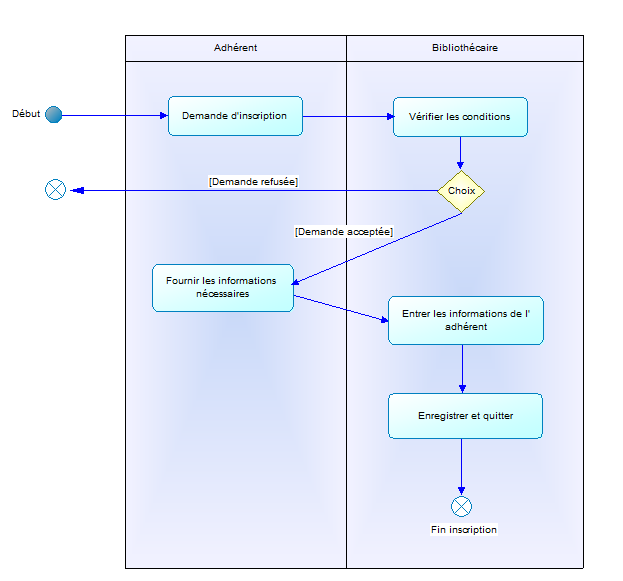 Adhérent
Bibliothécaire
Début
Demande d'inscription
Vérifier les conditions
[Demande refusée]
Choix
[Demande acceptée]
Fournir les informations
nécessaires
Entrer les informations de l'
adhérent
Enregistrer et quitter
Fin inscription